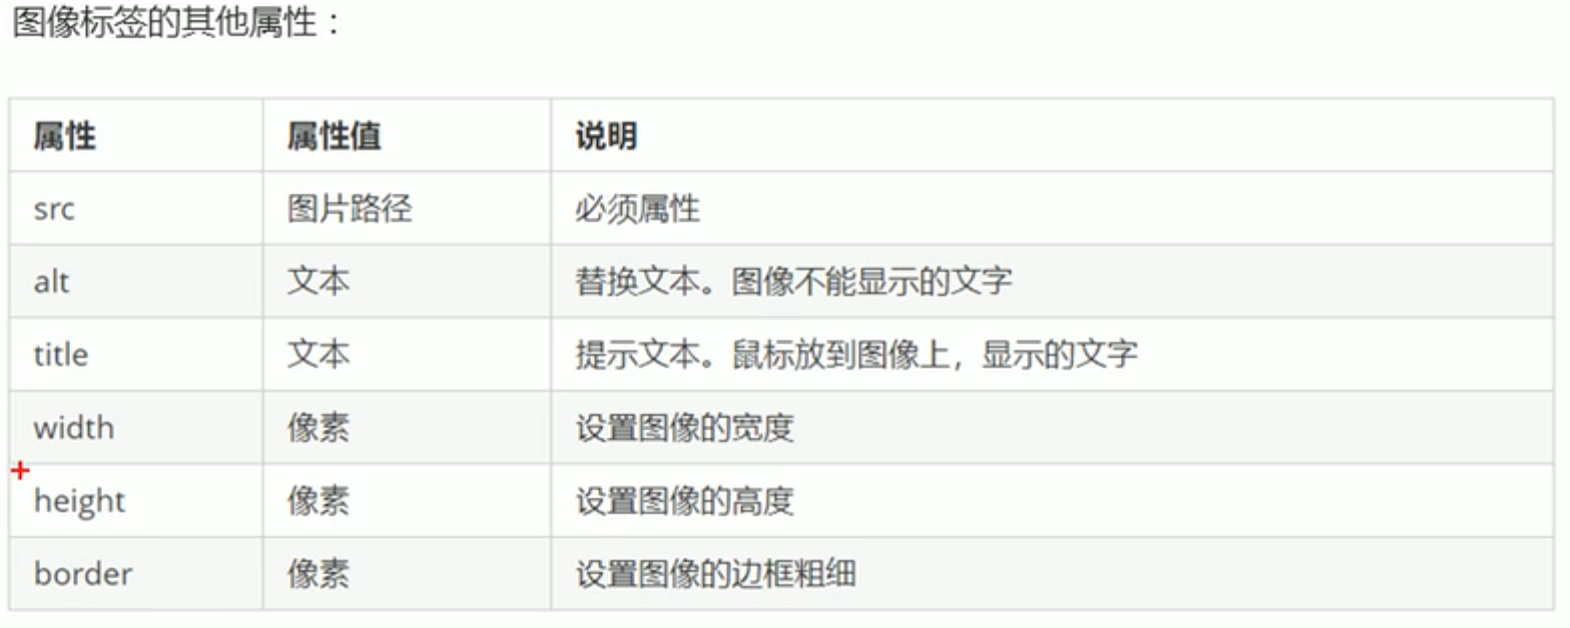 图像标签的其他属性：
属性 属性值 说明
src 图片路径 必须属性
alt 文本 替换文本。图像不能显示的文字
title 文本 提示文本。鼠标放到图像上，显示的文字
width 像素 设置图像的宽度
height 像素 设置图像的高度
border 像素 设置图像的边框粗细